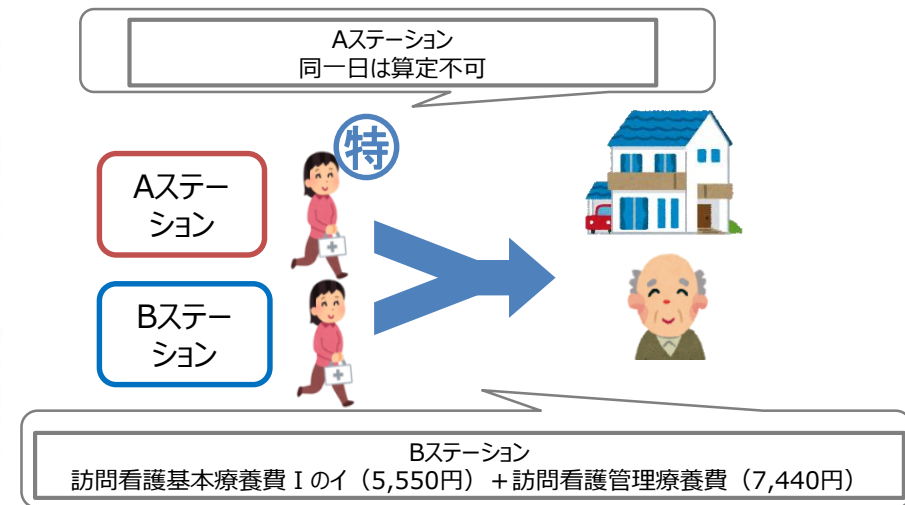 Aステーション
同一日は算定不可
特
Aステー
ション
Bステー
ション
Bステーション
訪問看護基本療養費Ⅰのイ（5,550円）＋訪問看護管理療養費（7,440円）